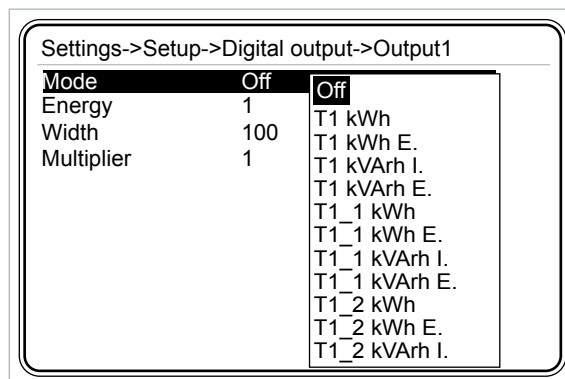 Settings->Setup->Digital output->Output1
Mode Off
Energy 1
Width 100
Multiplier 1
Off
T1 kWh
T1 kWh E.
T1 kVArh I.
T1 kVArh E.
T1_1 kWh
T1_1 kWh E.
T1_1 kVArh I.
T1_1 kVArh E.
T1_2 kWh
T1_2 kWh E.
T1_2 kVArh I.